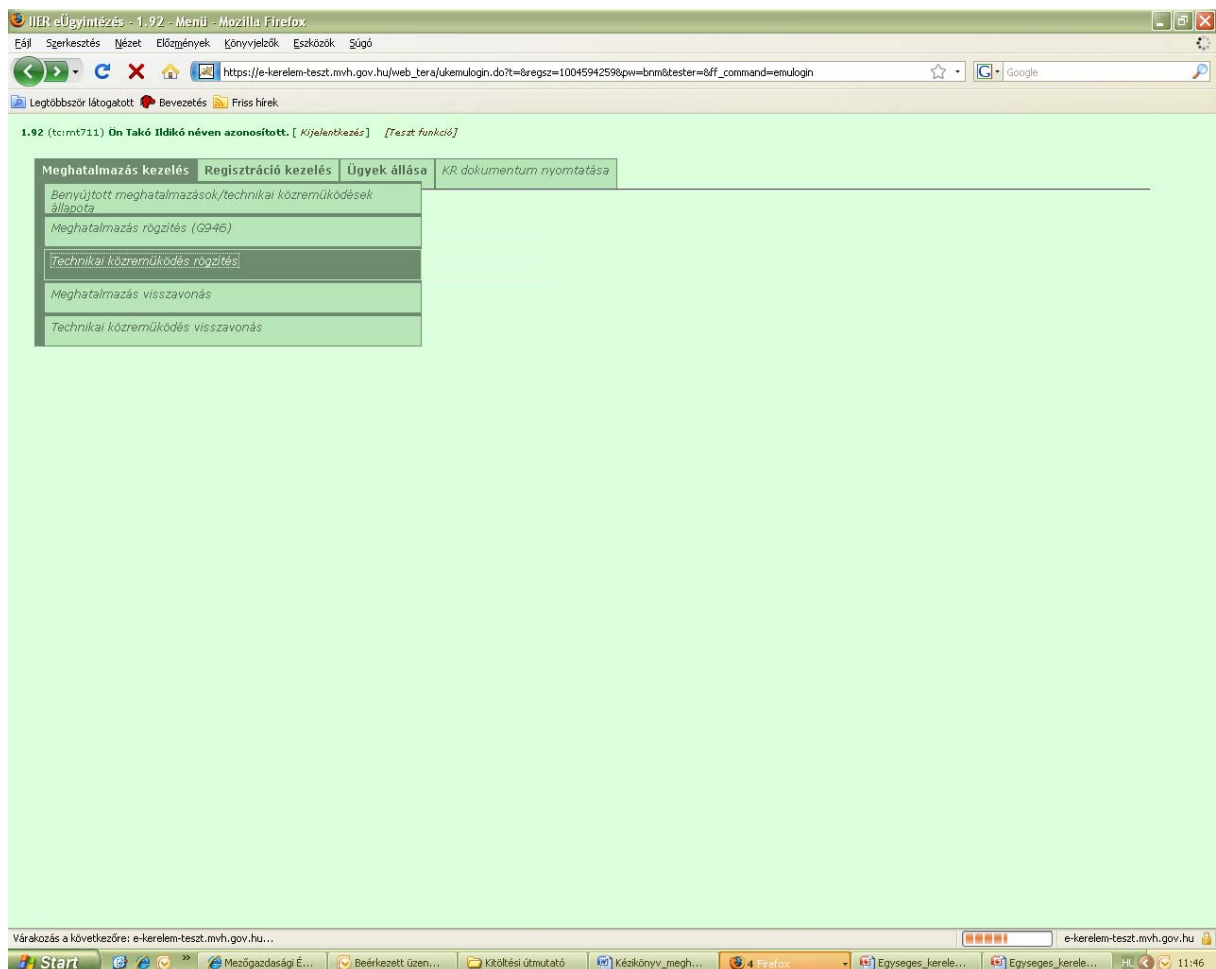 IIER eÜgyintézés - 1.92 - Menü - Mozilla Firefox
Fájl Szerkesztés Nézet Előzmények Könyvjelzők Eszközök Súgó
https://e-kerelem-teszt.mvh.gov.hu/web_tera/ukemulogin.do?t=&regsz=1004594259&pw=bnm&tester=&ff_command=emulogin
Google
Legtöbbször látogatott Bevezetés Friss hírek
1.92 (tc:mt711) Ön Takó Ildikó néven azonosított. [ Kijelentkezés] [Teszt funkció]
Meghatalmazás kezelés Regisztráció kezelés Ügyek állása KR dokumentum nyomtatása
Benyújtott meghatalmazások/technikai közreműködések
állapota
Meghatalmazás rögzítés (G946)
Technikai közreműködés rögzítés
Meghatalmazás visszavonás
Technikai közreműködés visszavonás
Várakozás a következőre: e-kerelem-teszt.mvh.gov.hu...
e-kerelem-teszt.mvh.gov.hu
Start » Mezőgazdasági É... Beérkezett üzen... Kitöltési útmutató Kézikönyv_megh... 4 Firefox Egyseges_kerele... Egyseges_kerele... HU 11:46